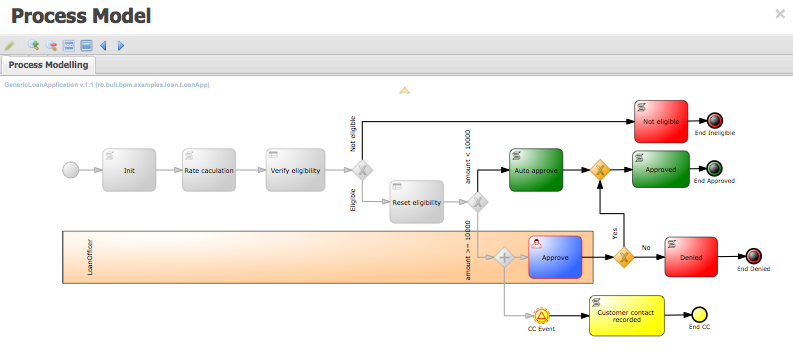 Process Model
Process Modelling
GenericLoanApplication v.1.1 (ro.bull.bpm.examples.loan.LoanApp)
Not eligible
Not eligible
End Ineligible
amount < 10000
Init
Rate caculation
Verify eligibility
Auto approve
Approved
End Approved
Eligible
Reset eligibility
LoanOfficer
amount >= 10000
Approve
Yes
No
Denied
End Denied
CC Event
Customer contact
recorded
End CC